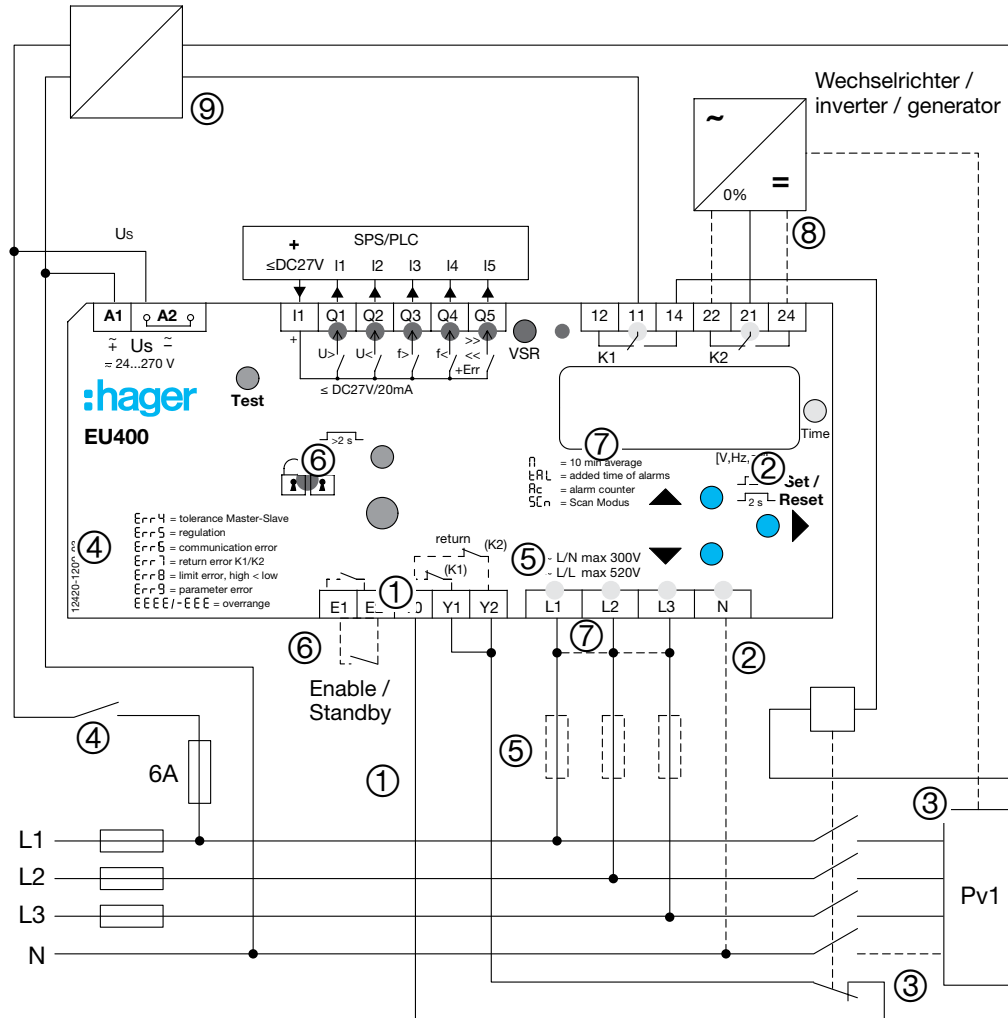 ⑨
Wechselrichter /
inverter / generator
~
0% =
⑧
Us
SPS/PLC
+
≤DC27V I1 I2 I3 I4 I5
A1 A2
I1 Q1 Q2 Q3 Q4 Q5
12 11 14 22 21 24
+ Us
≂ 24...270 V
+ U> U< f> f< >>
<<
+Err
VSR
K1 K2
≤ DC27V/20mA
Test
:hager
EU400
Time
>2 s
⑥
⑦
[V,Hz,
②
n = 10 min average
tAL = added time of alarms
Ac = alarm counter
SCn = Scan Modus
Set /
Reset
2 s
④
Err4 = tolerance Master-Slave
Err5 = regulation
Err6 = communication error
Err7 = return error K1/K2
Err8 = limit error, high < low
Err9 = parameter error
EEEE/-EEE = overrange
return (K2)
(K1)
⑤
L/N max 300V
L/L max 520V
①
E1 Y1 Y2 L1 L2 L3 N
⑥
⑦
②
Enable /
Standby
④
⑤
6A
①
③
L1
L2
L3
N
Pv1
③